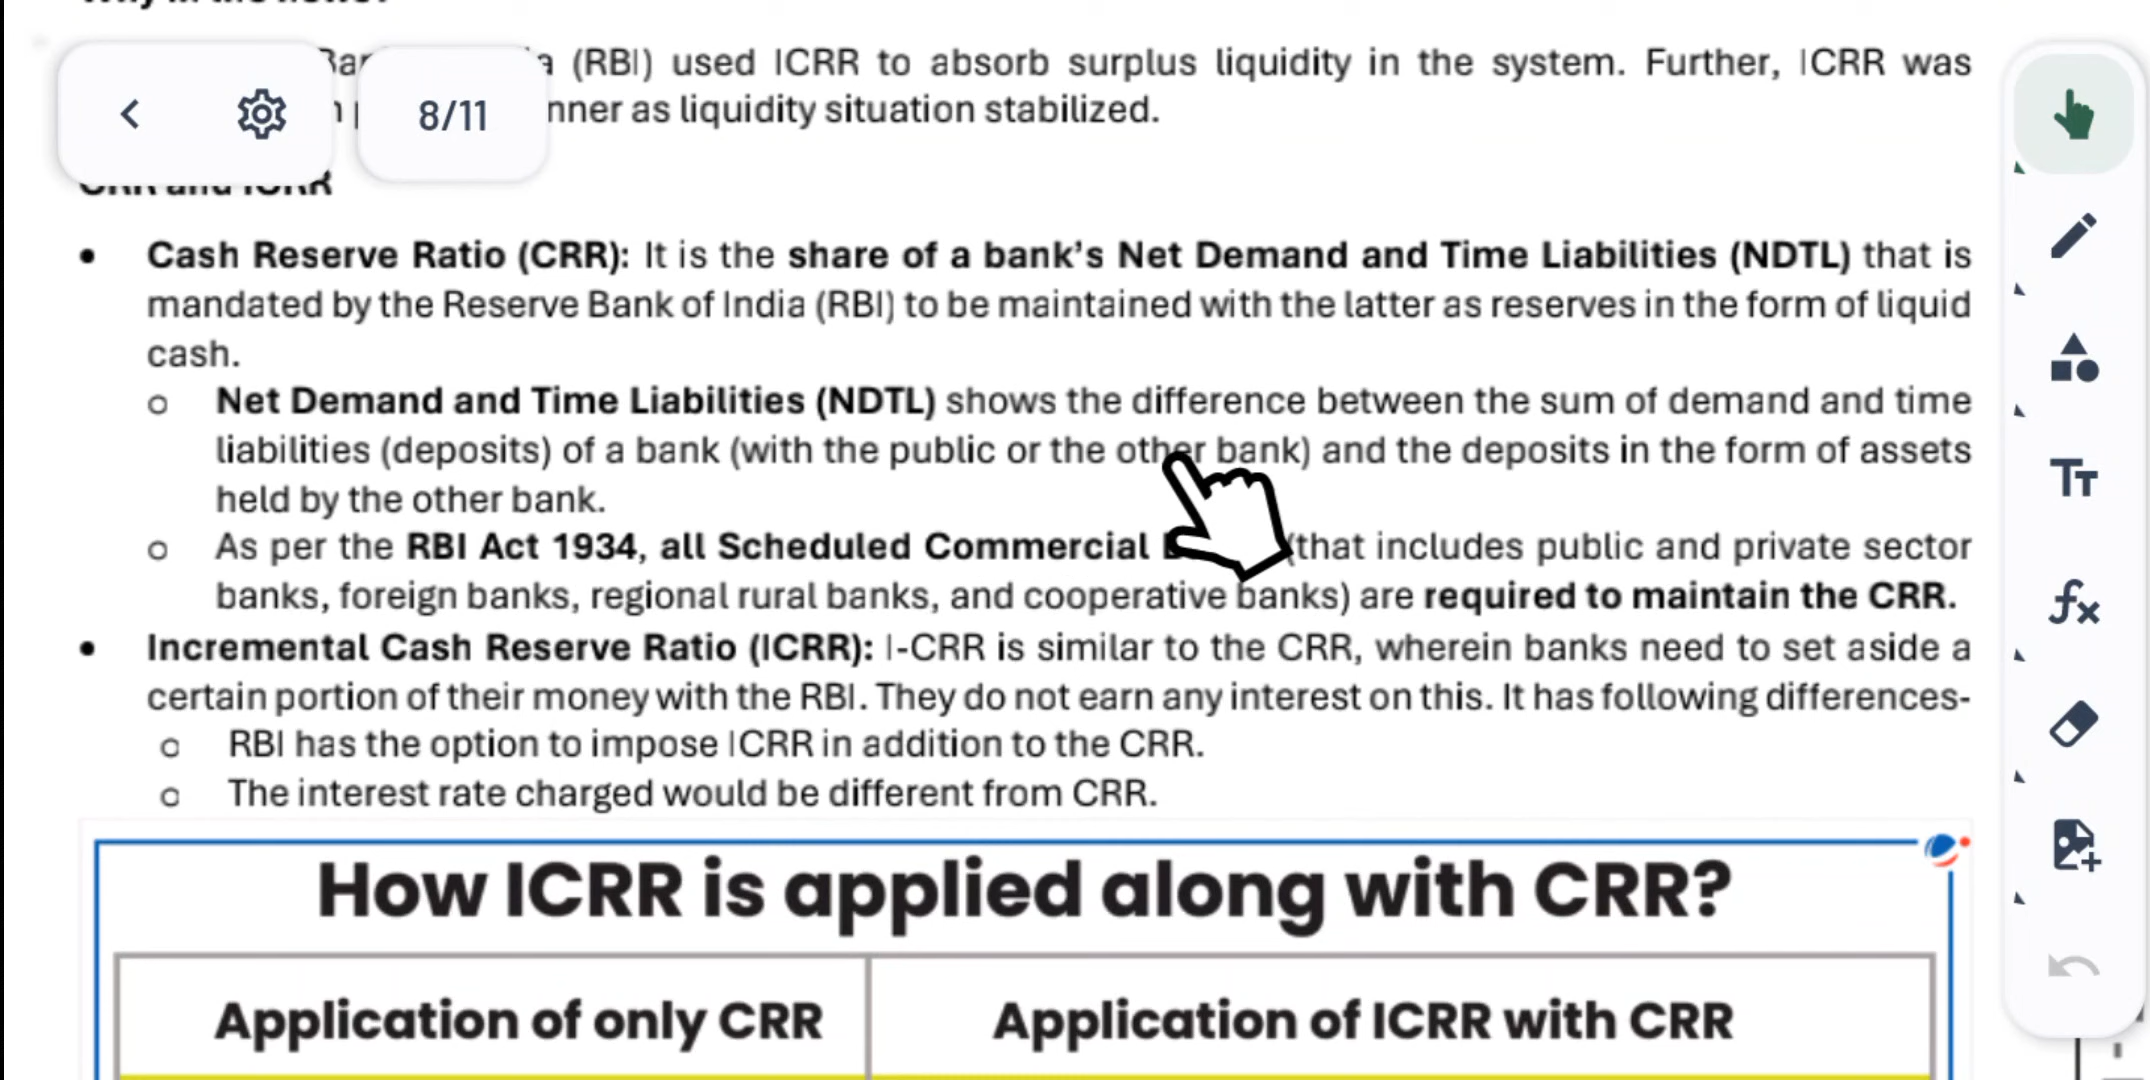 (RBI) used ICRR to absorb surplus liquidity in the system. Further, ICRR was
8/11
as liquidity situation stabilized.
CRR and ICRR
• Cash Reserve Ratio (CRR): It is the share of a bank's Net Demand and Time Liabilities (NDTL) that is
mandated by the Reserve Bank of India (RBI) to be maintained with the latter as reserves in the form of liquid
cash.
o Net Demand and Time Liabilities (NDTL) shows the difference between the sum of demand and time
liabilities (deposits) of a bank (with the public or the other bank) and the deposits in the form of assets
held by the other bank.
o As per the RBI Act 1934, all Scheduled Commercial (that includes public and private sector
banks, foreign banks, regional rural banks, and cooperative banks) are required to maintain the CRR.
• Incremental Cash Reserve Ratio (ICRR): I-CRR is similar to the CRR, wherein banks need to set aside a
certain portion of their money with the RBI. They do not earn any interest on this. It has following differences-
o RBI has the option to impose ICRR in addition to the CRR.
o The interest rate charged would be different from CRR.
How ICRR is applied along with CRR?
Application of only CRR
Application of ICRR with CRR
Tт
fx